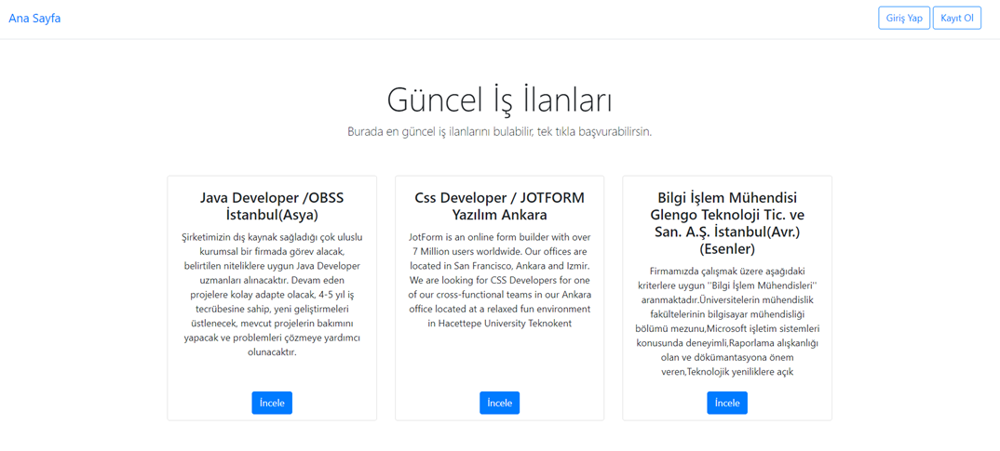 Ana Sayfa
Giriş Yap
Kayıt Ol
Güncel İş İlanları
Burada en güncel iş ilanlarını bulabilir, tek tıkla başvurabilirsin.
Java Developer /OBSS
İstanbul(Asya)
Şirketimizin dış kaynak sağladığı çok uluslu
kurumsal bir firmada görev alacak,
belirtilen niteliklere uygun Java Developer
uzmanları alınacaktır. Devam eden
projelere kolay adapte olacak, 4-5 yıl iş
tecrübesine sahip, yeni geliştirmeleri
üstlenecek, mevcut projelerin bakımını
yapacak ve problemleri çözmeye yardımcı
olunacaktır.
İncele
Css Developer / JOTFORM
Yazılım Ankara
JotForm is an online form builder with over
7 Million users worldwide. Our offices are
located in San Francisco, Ankara and Izmir.
We are looking for CSS Developers for one
of our cross-functional teams in our Ankara
office located at a relaxed fun environment
in Hacettepe University Teknokent
İncele
Bilgi İşlem Mühendisi
Glengo Teknoloji Tic. ve
San. A.Ş. İstanbul(Avr.)
(Esenler)
Firmamızda çalışmak üzere aşağıdaki
kriterlere uygun ''Bilgi İşlem Mühendisleri''
aranmaktadır.Üniversitelerin mühendislik
fakültelerinin bilgisayar mühendisliği
bölümü mezunu,Microsoft işletim sistemleri
konusunda deneyimli,Raporlama alışkanlığı
olan ve dökümantasyona önem
veren,Teknolojik yeniliklere açık
İncele